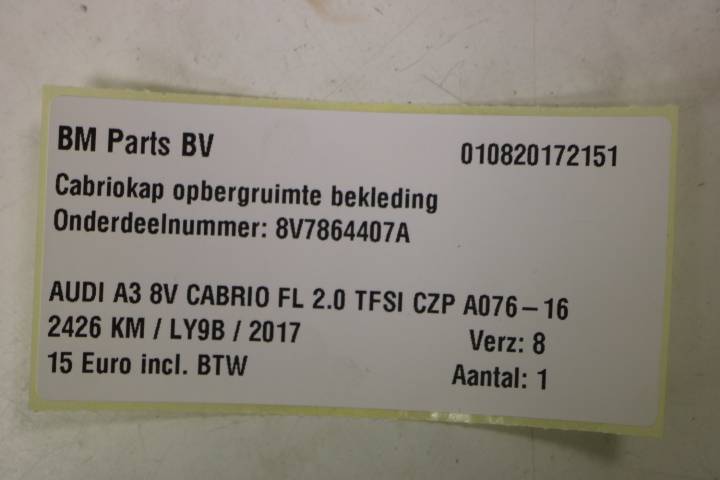 BM Parts BV 010820172151
Cabriokap opbergruimte bekleding
Onderdeelnummer: 8V7864407A
AUDI A3 8V CABRIO FL 2.0 TFSI CZP A076-16
2426 KM / LY9B / 2017 Verz: 8
15 Euro incl. BTW Aantal: 1